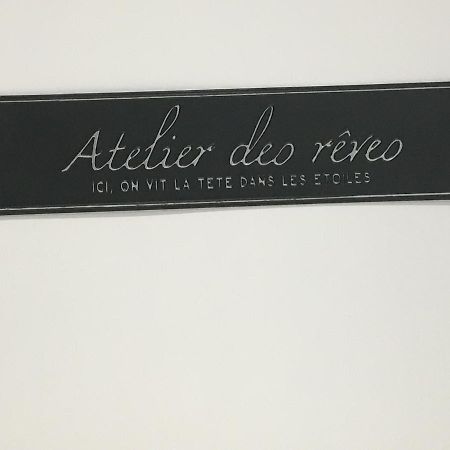 Atelier des rêves
ICI, ON VIT LA TETE DANS LES ETOILES